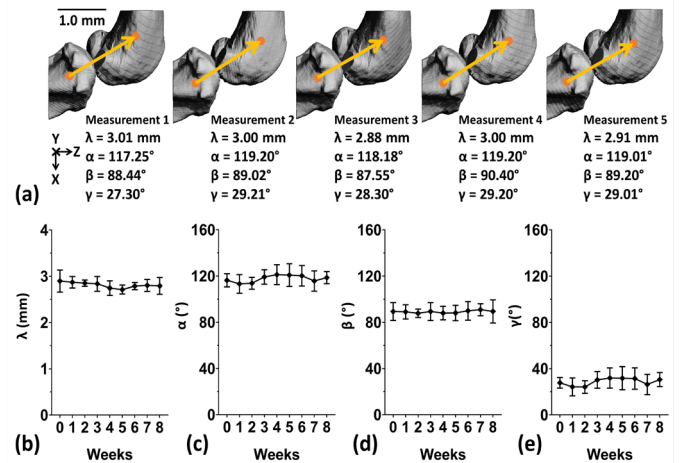 1.0 mm
Measurement 1
λ = 3.01 mm
α = 117.25°
β = 88.44°
γ = 27.30°
Measurement 2
λ = 3.00 mm
α = 119.20°
β = 89.02°
γ = 29.21°
Measurement 3
λ = 2.88 mm
α = 118.18°
β = 87.55°
γ = 28.30°
Measurement 4
λ = 3.00 mm
α = 119.20°
β = 90.40°
γ = 29.20°
Measurement 5
λ = 2.91 mm
α = 119.01°
β = 89.20°
γ = 29.01°
Y
Z
X
(a)
4
3
2
1
0
λ (mm)
0 1 2 3 4 5 6 7 8
(b) Weeks
160
120
80
40
0
α (°)
0 1 2 3 4 5 6 7 8
(c) Weeks
160
120
80
40
0
β (°)
0 1 2 3 4 5 6 7 8
(d) Weeks
160
120
80
40
0
γ(°)
0 1 2 3 4 5 6 7 8
(e) Weeks